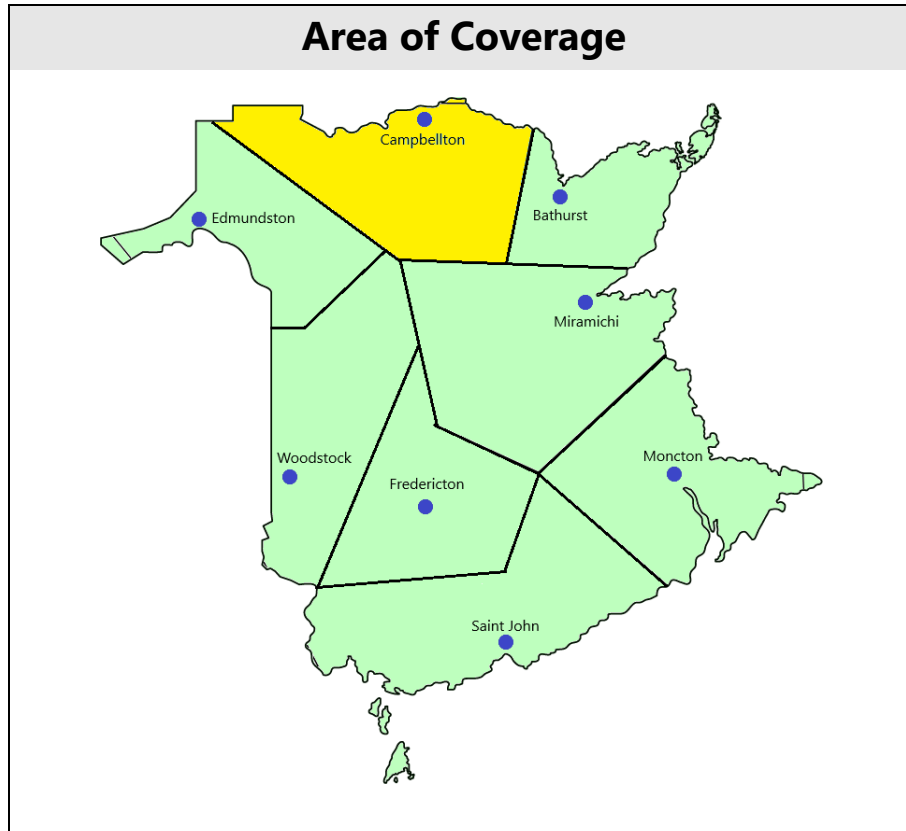 Area of Coverage
Campbellton
Edmundston
Bathurst
Miramichi
Woodstock
Moncton
Fredericton
Saint John